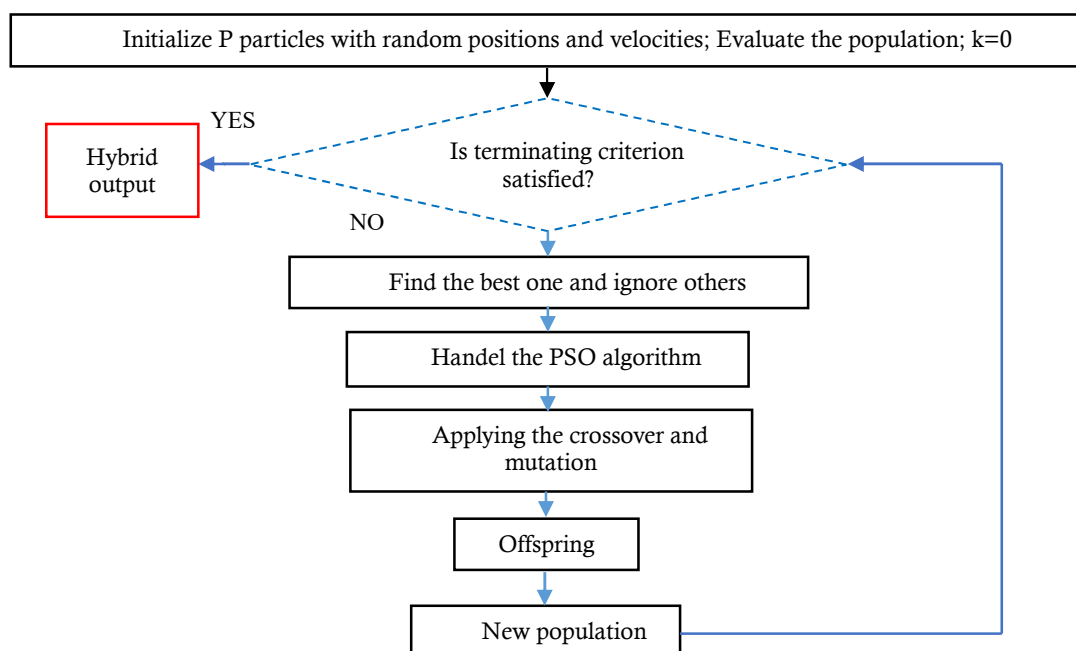 Initialize P particles with random positions and velocities; Evaluate the population; k=0
YES
Hybrid
output
Is terminating criterion
satisfied?
NO
Find the best one and ignore others
Handel the PSO algorithm
Applying the crossover and
mutation
Offspring
New population